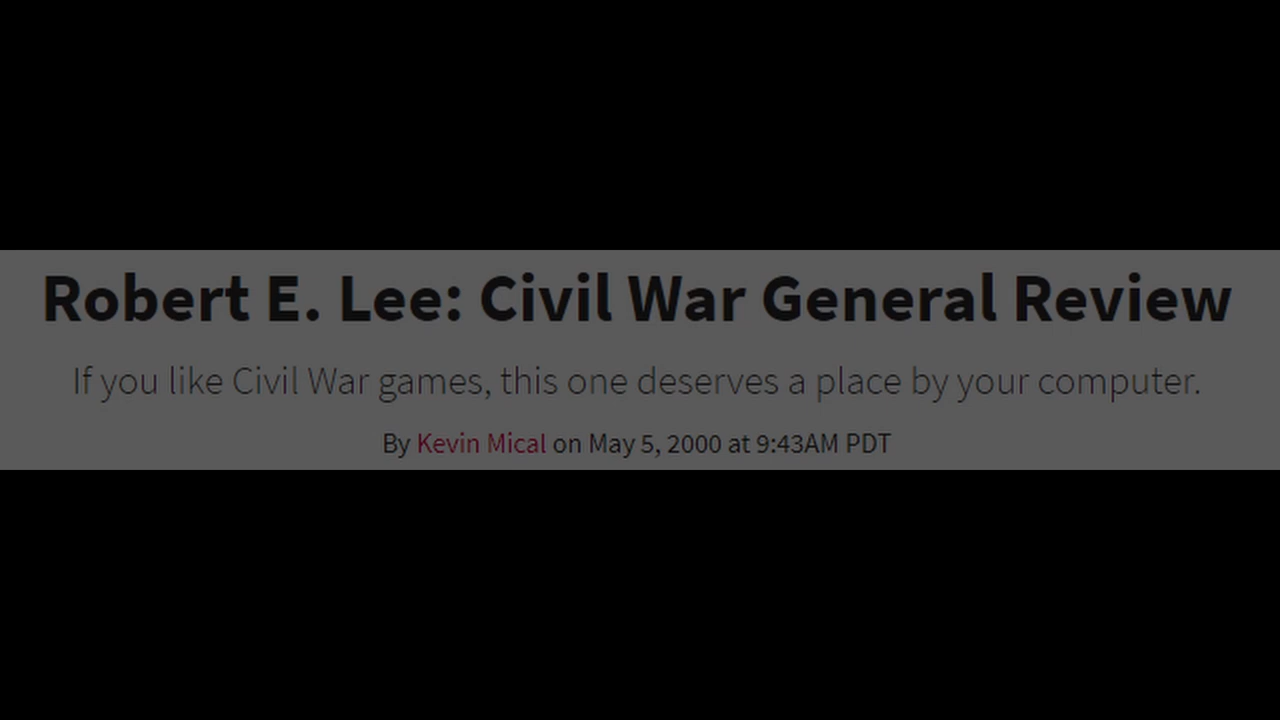 Robert E. Lee: Civil War General Review
If you like Civil War games, this one deserves a place by your computer.
By Kevin Mical on May 5, 2000 at 9:43AM PDT